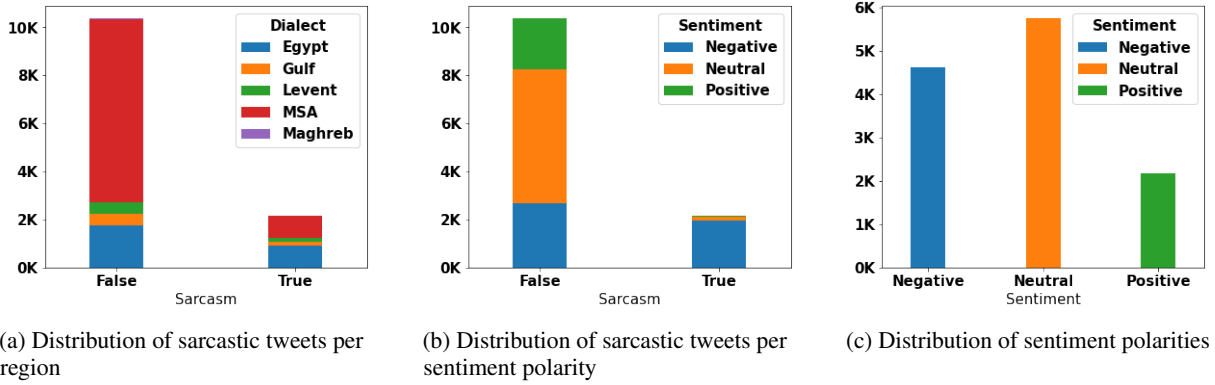 10K
8K
6K
4K
2K
0K
Dialect
Egypt
Gulf
Levent
MSA
Maghreb
False
True
Sarcasm
(a) Distribution of sarcastic tweets per
region
10K
8K
6K
4K
2K
0K
Sentiment
Negative
Neutral
Positive
False
True
Sarcasm
(b) Distribution of sarcastic tweets per
sentiment polarity
6K
5K
4K
3K
2K
1K
0K
Sentiment
Negative
Neutral
Positive
Negative
Neutral
Positive
Sentiment
(c) Distribution of sentiment polarities